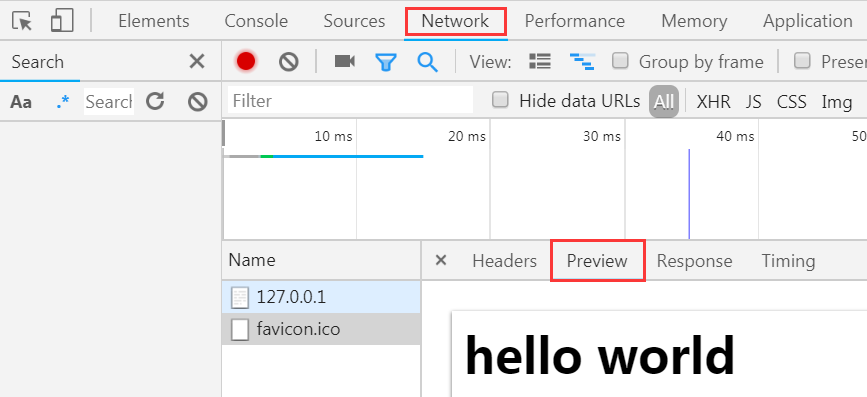 Elements Console Sources Network Performance Memory Application
Search View: Group by frame
Aa .* Search Filter Hide data URLs All XHR JS CSS Img
10 ms 20 ms 30 ms 40 ms 50
Name Headers Preview Response Timing
127.0.0.1
favicon.ico
hello world